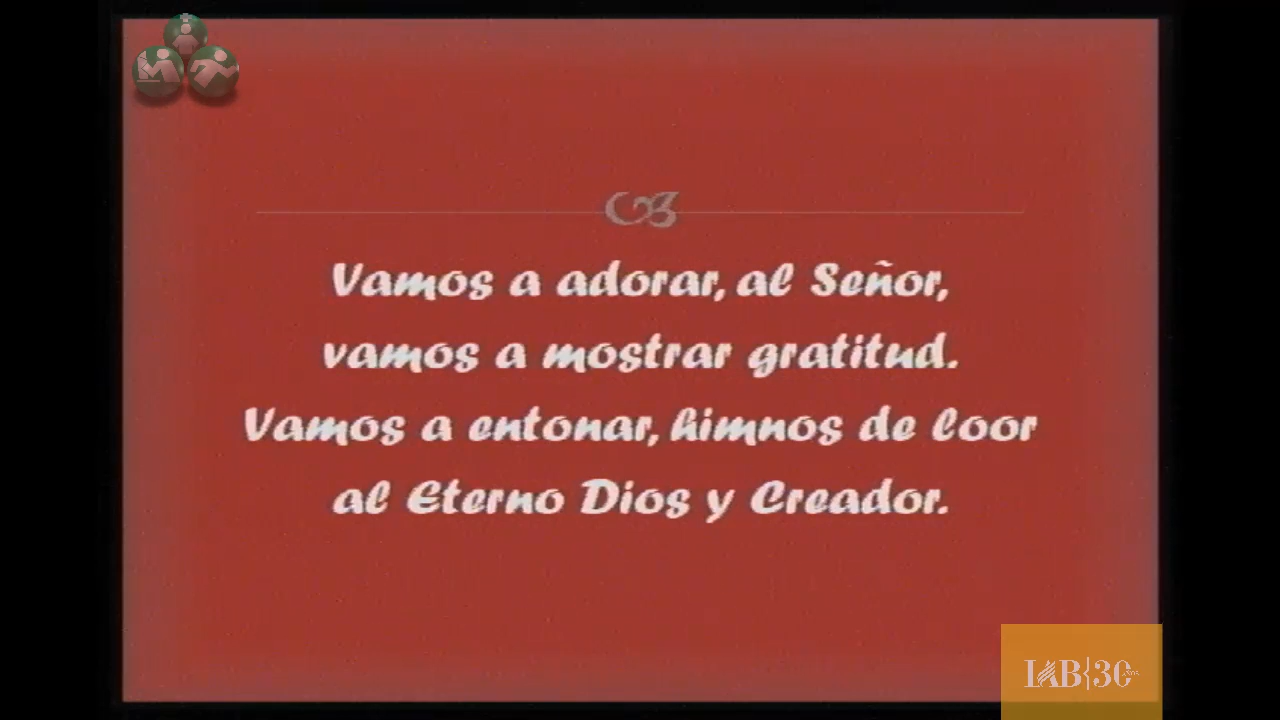 Vamos a adorar, al Señor,
vamos a mostrar gratitud.
Vamos a entonar, himnos de loor
al Eterno Dios y Creador.
IAB 30